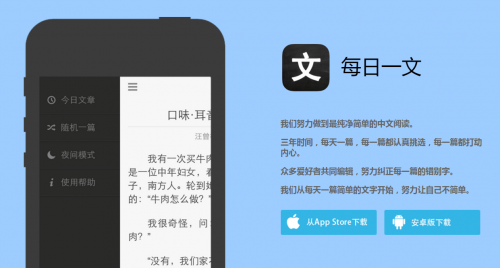 今日文章
随机一篇
夜间模式
使用帮助
口味·耳音
汪曾
我有一次买牛肉
是一位中年妇女，看
子，南方人。轮到她
的：“牛肉怎么做？”
我很奇怪，问
肉？”
“没有，我们家
文
每日一文
我们努力做到最纯净简单的中文阅读。
三年时间，每天一篇，每一篇都认真挑选，每一篇都打动
内心。
众多爱好者共同编辑，努力纠正每一篇的错别字。
我们从每天一篇简单的文字开始，努力让自己不简单。
从App Store下载
安卓版下载